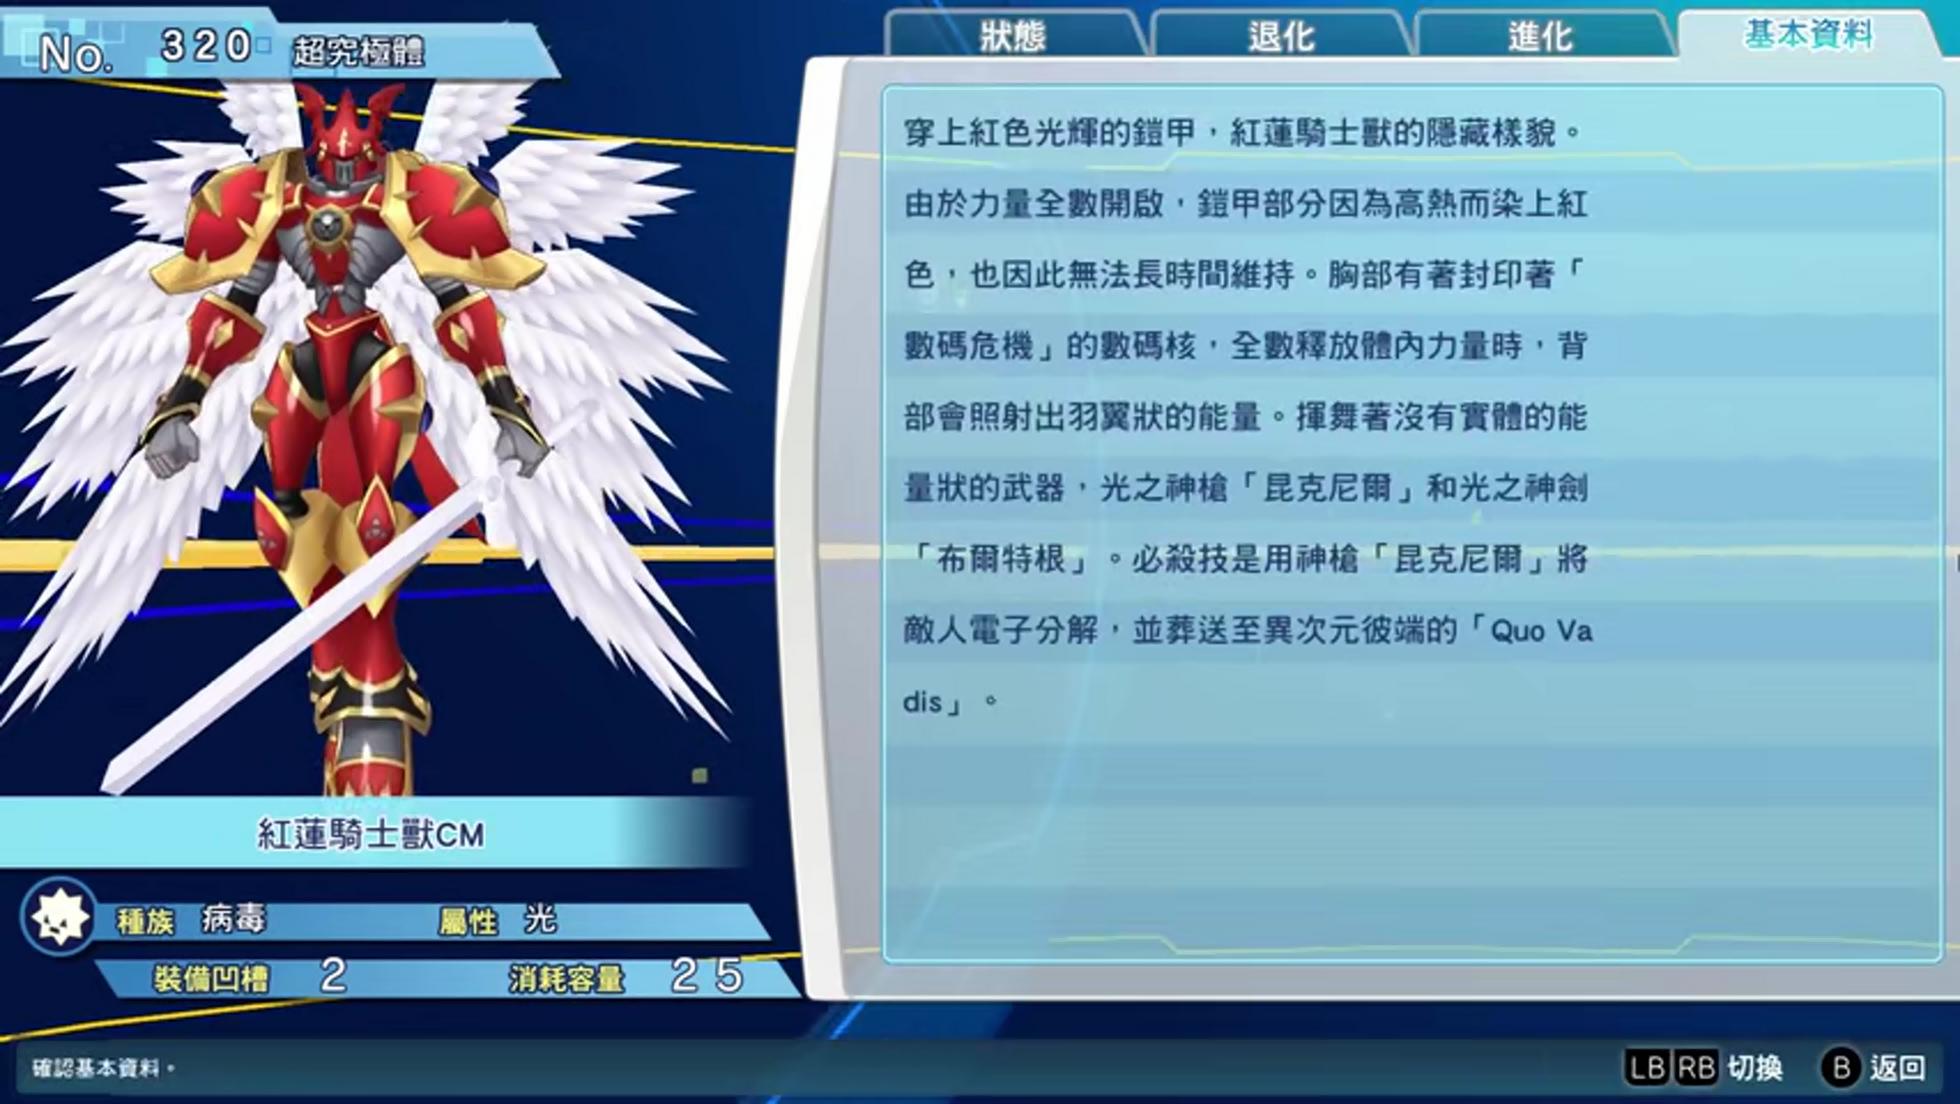 No. 320 超究極體
狀態 退化 進化 基本資料
穿上紅色光輝的鎧甲，紅蓮騎士獸的隱藏樣貌。
由於力量全數開啟，鎧甲部分因為高熱而染上紅
色，也因此無法長時間維持。胸部有著封印著「
數碼危機」的數碼核，全數釋放體內力量時，背
部會照射出羽翼狀的能量。揮舞著沒有實體的能
量狀的武器，光之神槍「昆克尼爾」和光之神劍
「布爾特根」。必殺技是用神槍「昆克尼爾」將
敵人電子分解，並葬送至異次元彼端的「Quo Va
dis」。
紅蓮騎士獸CM
種族 病毒 屬性 光
裝備凹槽 2 消耗容量 25
確認基本資料。
LB RB 切換 B 返回